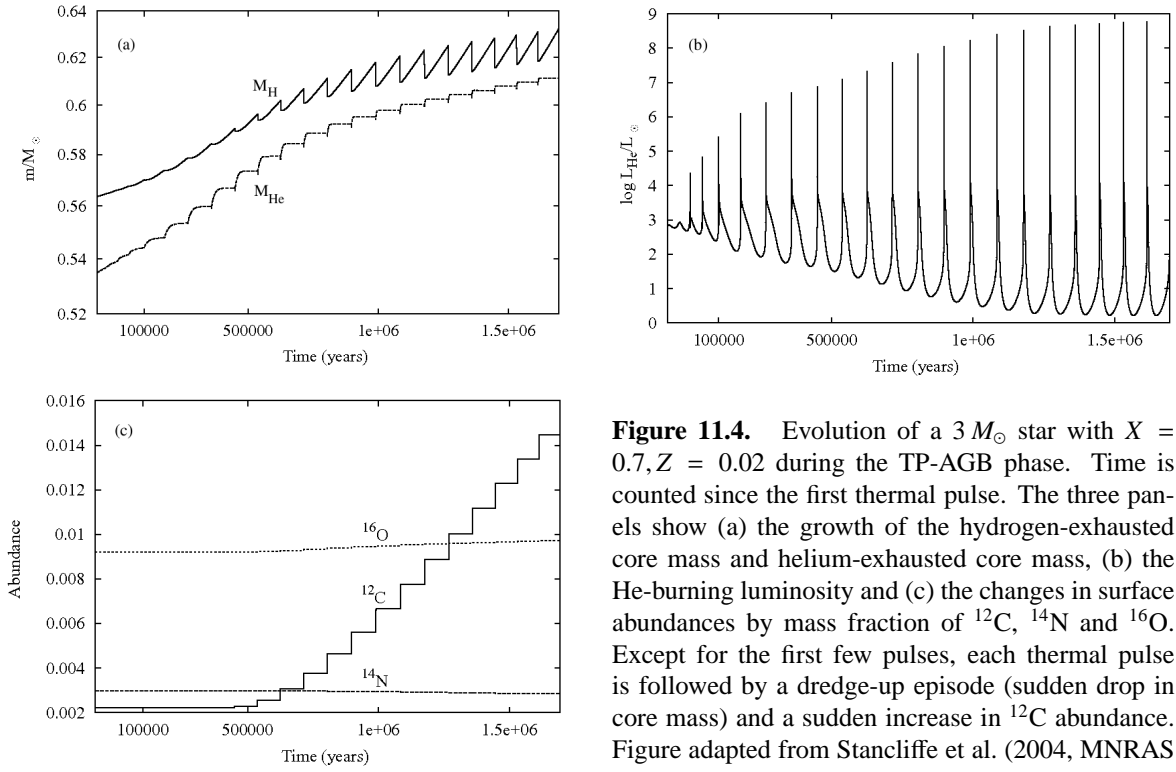 (a)
0.64
0.62
0.60
0.58
0.56
0.54
0.52
m/M ⊙
M_H
M_He
100000
500000
1e+06
1.5e+06
Time (years)
(b)
9
8
7
6
5
4
3
2
1
0
log L_He/L ⊙
100000
500000
1e+06
1.5e+06
Time (years)
(c)
0.016
0.014
0.012
0.01
0.008
0.006
0.004
0.002
Abundance
¹⁶O
¹²C
¹⁴N
100000
500000
1e+06
1.5e+06
Time (years)
Figure 11.4. Evolution of a 3 M⊙ star with X =
0.7, Z = 0.02 during the TP-AGB phase. Time is
counted since the first thermal pulse. The three pan-
els show (a) the growth of the hydrogen-exhausted
core mass and helium-exhausted core mass, (b) the
He-burning luminosity and (c) the changes in surface
abundances by mass fraction of ¹²C, ¹⁴N and ¹⁶O.
Except for the first few pulses, each thermal pulse
is followed by a dredge-up episode (sudden drop in
core mass) and a sudden increase in ¹²C abundance.
Figure adapted from Stancliffe et al. (2004, MNRAS